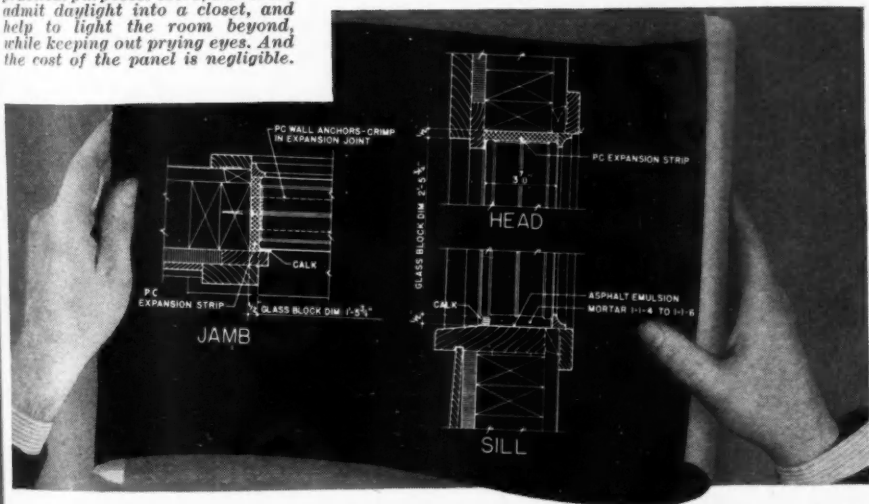 admit daylight into a closet, and
help to light the room beyond,
while keeping out prying eyes. And
the cost of the panel is negligible.
PC WALL ANCHORS-CRIMP
IN EXPANSION JOINT
CALK
PC
EXPANSION STRIP
GLASS BLOCK DIM 1'-5¾"
JAMB
PC EXPANSION STRIP
HEAD
GLASS BLOCK DIM 2'-5¾"
CALK
ASPHALT EMULSION
MORTAR 1-1-4 TO 1-1-6
SILL